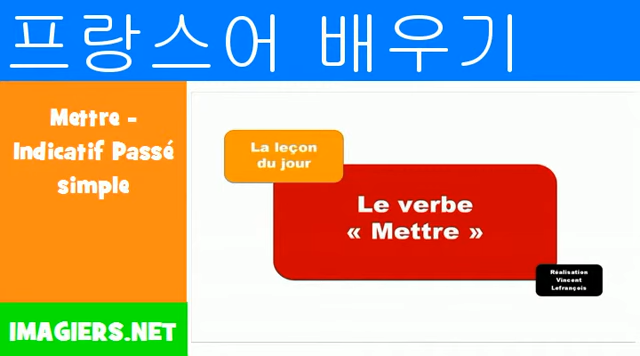 프랑스어 배우기
Mettre -
Indicatif Passé
simple
La leçon
du jour
Le verbe
« Mettre »
Réalisation
Vincent
Lefrançois
IMAGIERS.NET